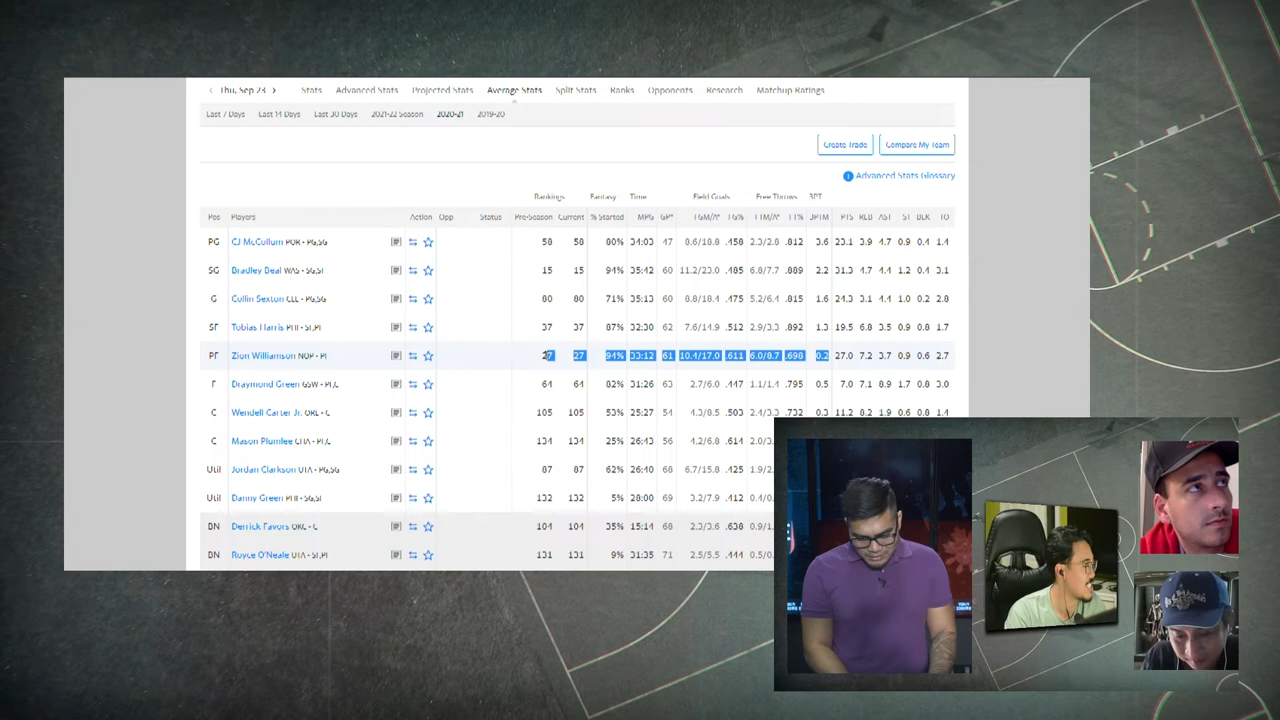 Thu, Sep 23 Stats Advanced Stats Projected Stats Average Stats Split Stats Ranks Opponents Research Matchup Ratings
Last 7 Days Last 14 Days Last 30 Days 2021-22 Season 2020-21 2019-20
Create Trade Compare My Team
Advanced Stats Glossary
Rankings Fantasy Time Field Goals Free Throws 3PT
Pos Players Action Opp Status Pre-Season Current % Started MPG GP* FGM/A* FG% FTM/A* FT% 3PTM PTS REB AST ST BLK TO
PG CJ McCollum POR - PG,SG 58 58 80% 34:03 47 8.6/18.8 .458 2.3/2.8 .812 3.6 23.1 3.9 4.7 0.9 0.4 1.4
SG Bradley Beal WAS - SG,SF 15 15 94% 35:42 60 11.2/23.0 .485 6.8/7.7 .889 2.2 31.3 4.7 4.4 1.2 0.4 3.1
G Collin Sexton CLE - PG,SG 80 80 71% 35:13 60 8.8/18.4 .475 5.2/6.4 .815 1.6 24.3 3.1 4.4 1.0 0.2 2.8
SF Tobias Harris PHI - SF,PF 37 37 87% 32:30 62 7.6/14.9 .512 2.9/3.3 .892 1.3 19.5 6.8 3.5 0.9 0.8 1.7
PF Zion Williamson NOP - PF 27 27 94% 33:12 61 10.4/17.0 .611 6.0/8.7 .698 0.2 27.0 7.2 3.7 0.9 0.6 2.7
F Draymond Green GSW - PF,C 64 64 82% 31:26 63 2.7/6.0 .447 1.1/1.4 .795 0.5 7.0 7.1 8.9 1.7 0.8 3.0
C Wendell Carter Jr. ORL - C 105 105 53% 25:27 54 4.3/8.5 .503 2.4/3.3 .732 0.3 11.2 8.2 1.9 0.6 0.8 1.4
C Mason Plumlee CHA - PF,C 134 134 25% 26:43 56 4.2/6.8 .614 2.0/
Util Jordan Clarkson UTA - PG,SG 87 87 62% 26:40 68 6.7/15.8 .425 1.9/
Util Danny Green PHI - SG,SF 132 132 5% 28:00 69 3.2/7.9 .412 0.4/
BN Derrick Favors OKC - C 104 104 35% 15:14 68 2.3/3.6 .638 0.9/
BN Royce O'Neale UTA - SF,PF 131 131 9% 31:35 71 2.5/5.5 .444 0.5/